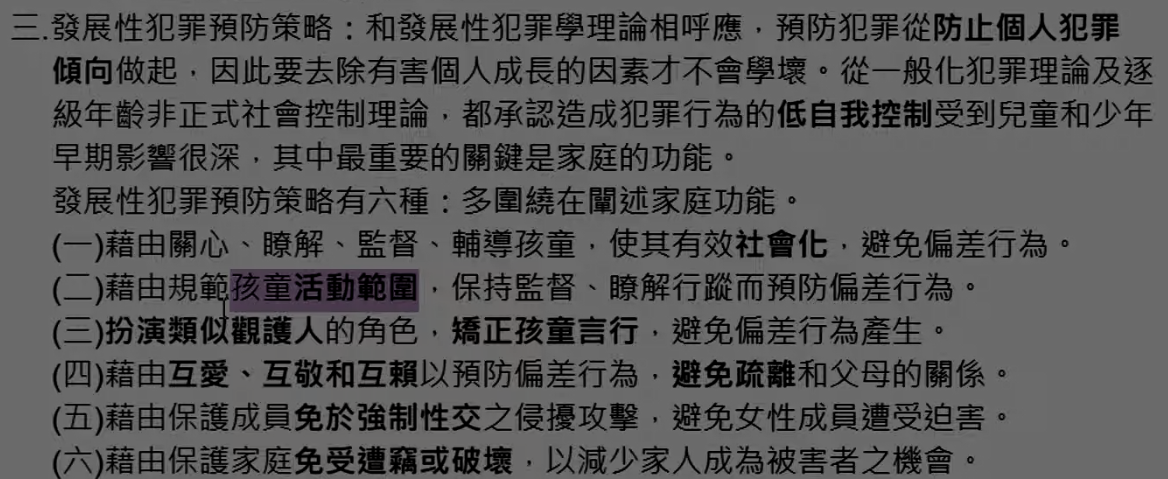 三.發展性犯罪預防策略：和發展性犯罪學理論相呼應，預防犯罪從防止個人犯罪
傾向做起，因此要去除有害個人成長的因素才不會學壞。從一般化犯罪理論及逐
級年齡非正式社會控制理論，都承認造成犯罪行為的低自我控制受到兒童和少年
早期影響很深，其中最重要的關鍵是家庭的功能。
發展性犯罪預防策略有六種：多圍繞在闡述家庭功能。
(一)藉由關心、瞭解、監督、輔導孩童，使其有效社會化，避免偏差行為。
(二)藉由規範孩童活動範圍，保持監督、瞭解行蹤而預防偏差行為。
(三)扮演類似觀護人的角色，矯正孩童言行，避免偏差行為產生。
(四)藉由互愛、互敬和互賴以預防偏差行為，避免疏離和父母的關係。
(五)藉由保護成員免於強制性交之侵擾攻擊，避免女性成員遭受迫害。
(六)藉由保護家庭免受遭竊或破壞，以減少家人成為被害者之機會。